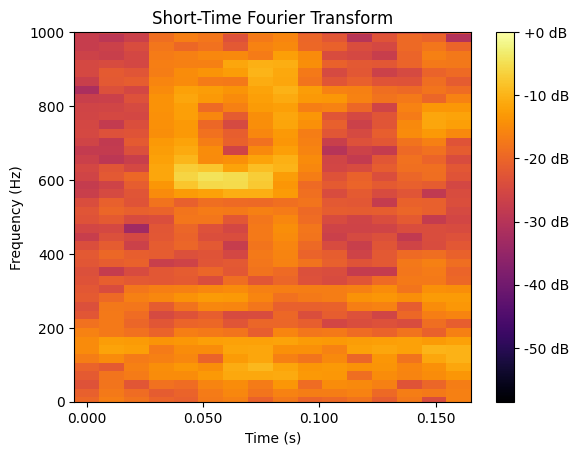 Short-Time Fourier Transform
1000
800
600
400
200
0
Frequency (Hz)
0.000
0.050
0.100
0.150
Time (s)
+0 dB
-10 dB
-20 dB
-30 dB
-40 dB
-50 dB